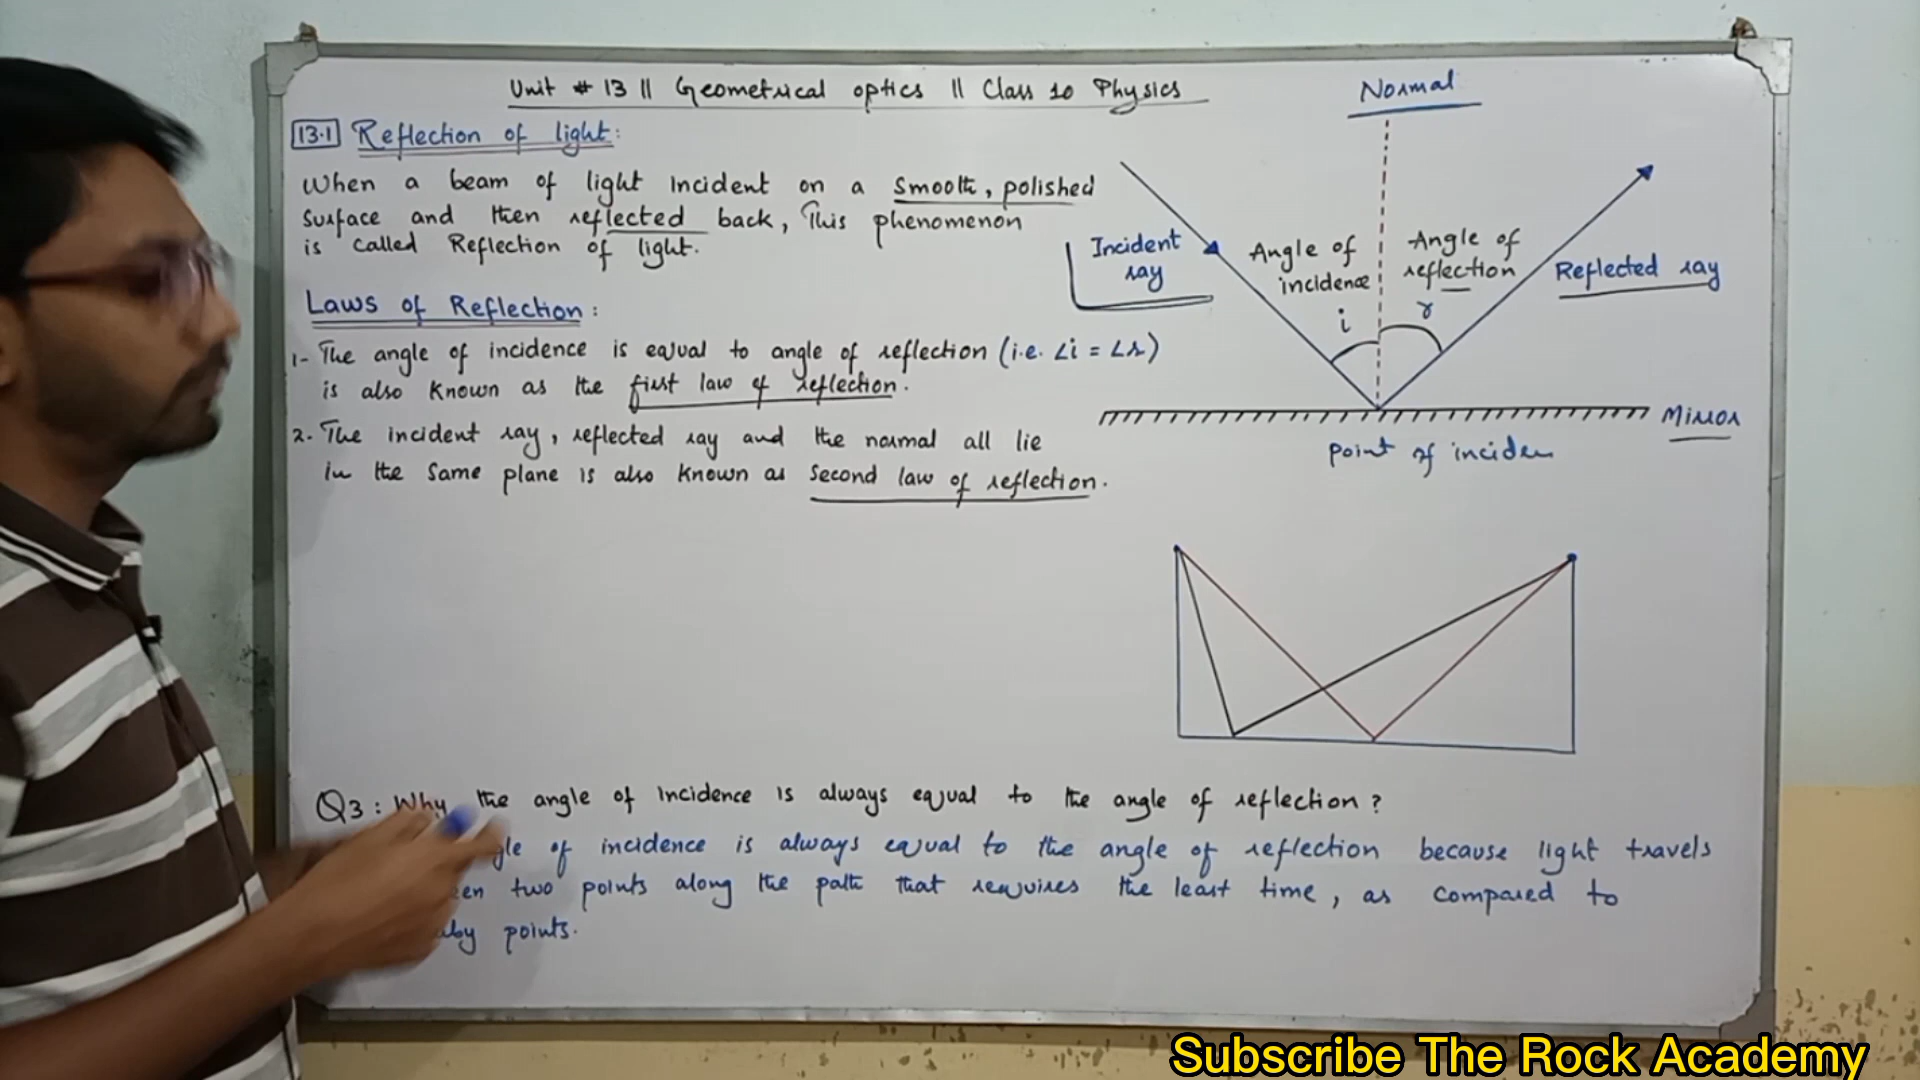 Unit # 13 || Geometrical optics || Class 10 Physics
13.1 Reflection of light:
When a beam of light incident on a smooth, polished
surface and then reflected back, This phenomenon
is called Reflection of light.
Laws of Reflection:
1- The angle of incidence is equal to angle of reflection (i.e. ∠i = ∠r)
is also known as the first law of reflection.
2. The incident ray, reflected ray and the normal all lie
in the same plane is also known as second law of reflection.
Normal
Incident
ray
Angle of
incidence
i
Angle of
reflection
r
Reflected ray
Mirror
Point of inciden
Q3: Why the angle of incidence is always equal to the angle of reflection?
gle of incidence is always equal to the angle of reflection because light travels
een two points along the path that requires the least time, as compared to
by points.
Subscribe The Rock Academy